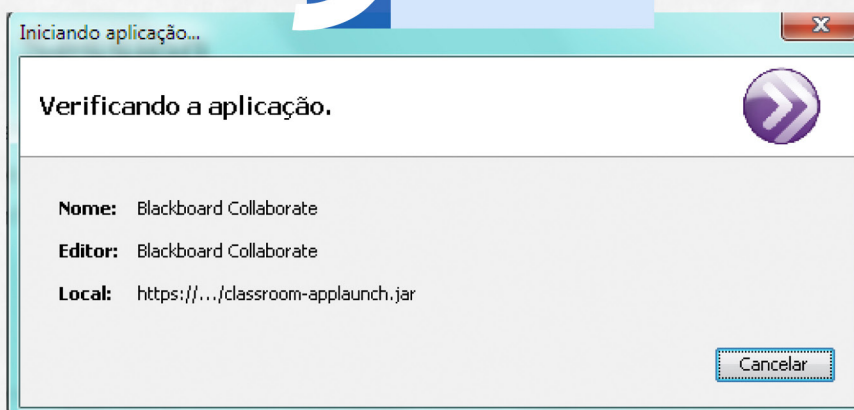 Iniciando aplicação...
Verificando a aplicação.
Nome: Blackboard Collaborate
Editor: Blackboard Collaborate
Local: https://.../classroom-applaunch.jar
Cancelar